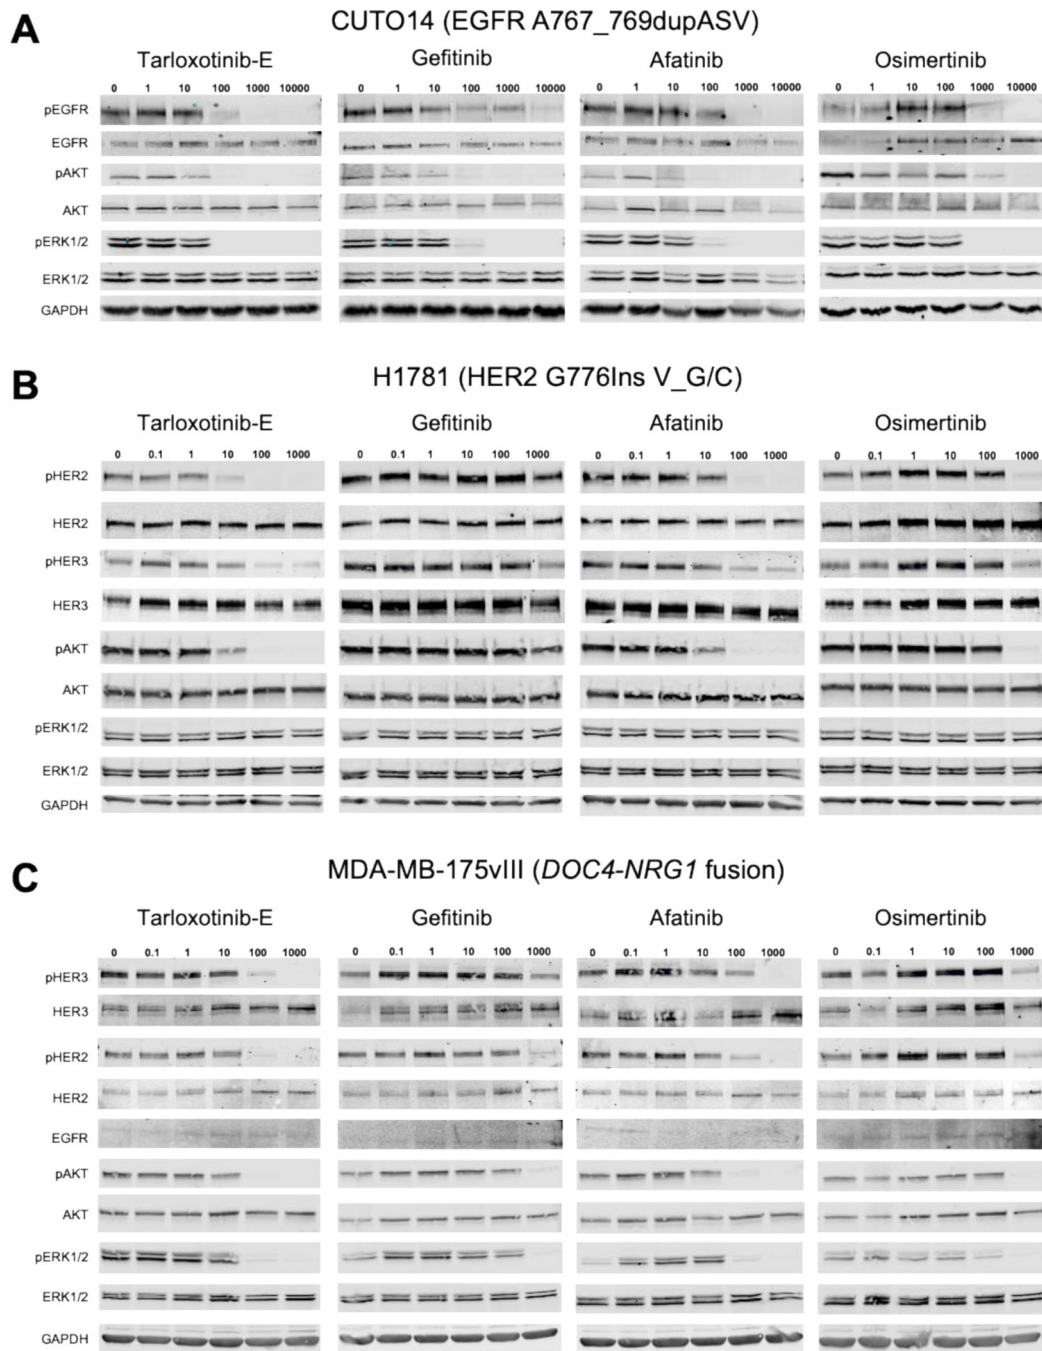 A
CUTO14 (EGFR A767_769dupASV)
Tarloxotinib-E Gefitinib Afatinib Osimertinib
0 1 10 100 1000 10000 0 1 10 100 1000 10000 0 1 10 100 1000 10000 0 1 10 100 1000 10000
pEGFR
EGFR
pAKT
AKT
pERK1/2
ERK1/2
GAPDH
B
H1781 (HER2 G776Ins V_G/C)
Tarloxotinib-E Gefitinib Afatinib Osimertinib
0 0.1 1 10 100 1000 0 0.1 1 10 100 1000 0 0.1 1 10 100 1000 0 0.1 1 10 100 1000
pHER2
HER2
pHER3
HER3
pAKT
AKT
pERK1/2
ERK1/2
GAPDH
C
MDA-MB-175vIII (DOC4-NRG1 fusion)
Tarloxotinib-E Gefitinib Afatinib Osimertinib
0 0.1 1 10 100 1000 0 0.1 1 10 100 1000 0 0.1 1 10 100 1000 0 0.1 1 10 100 1000
pHER3
HER3
pHER2
HER2
EGFR
pAKT
AKT
pERK1/2
ERK1/2
GAPDH